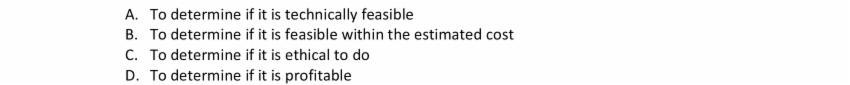 A. To determine if it is technically feasible
B. To determine if it is feasible within the estimated cost
C. To determine if it is ethical to do
D. To determine if it is profitable